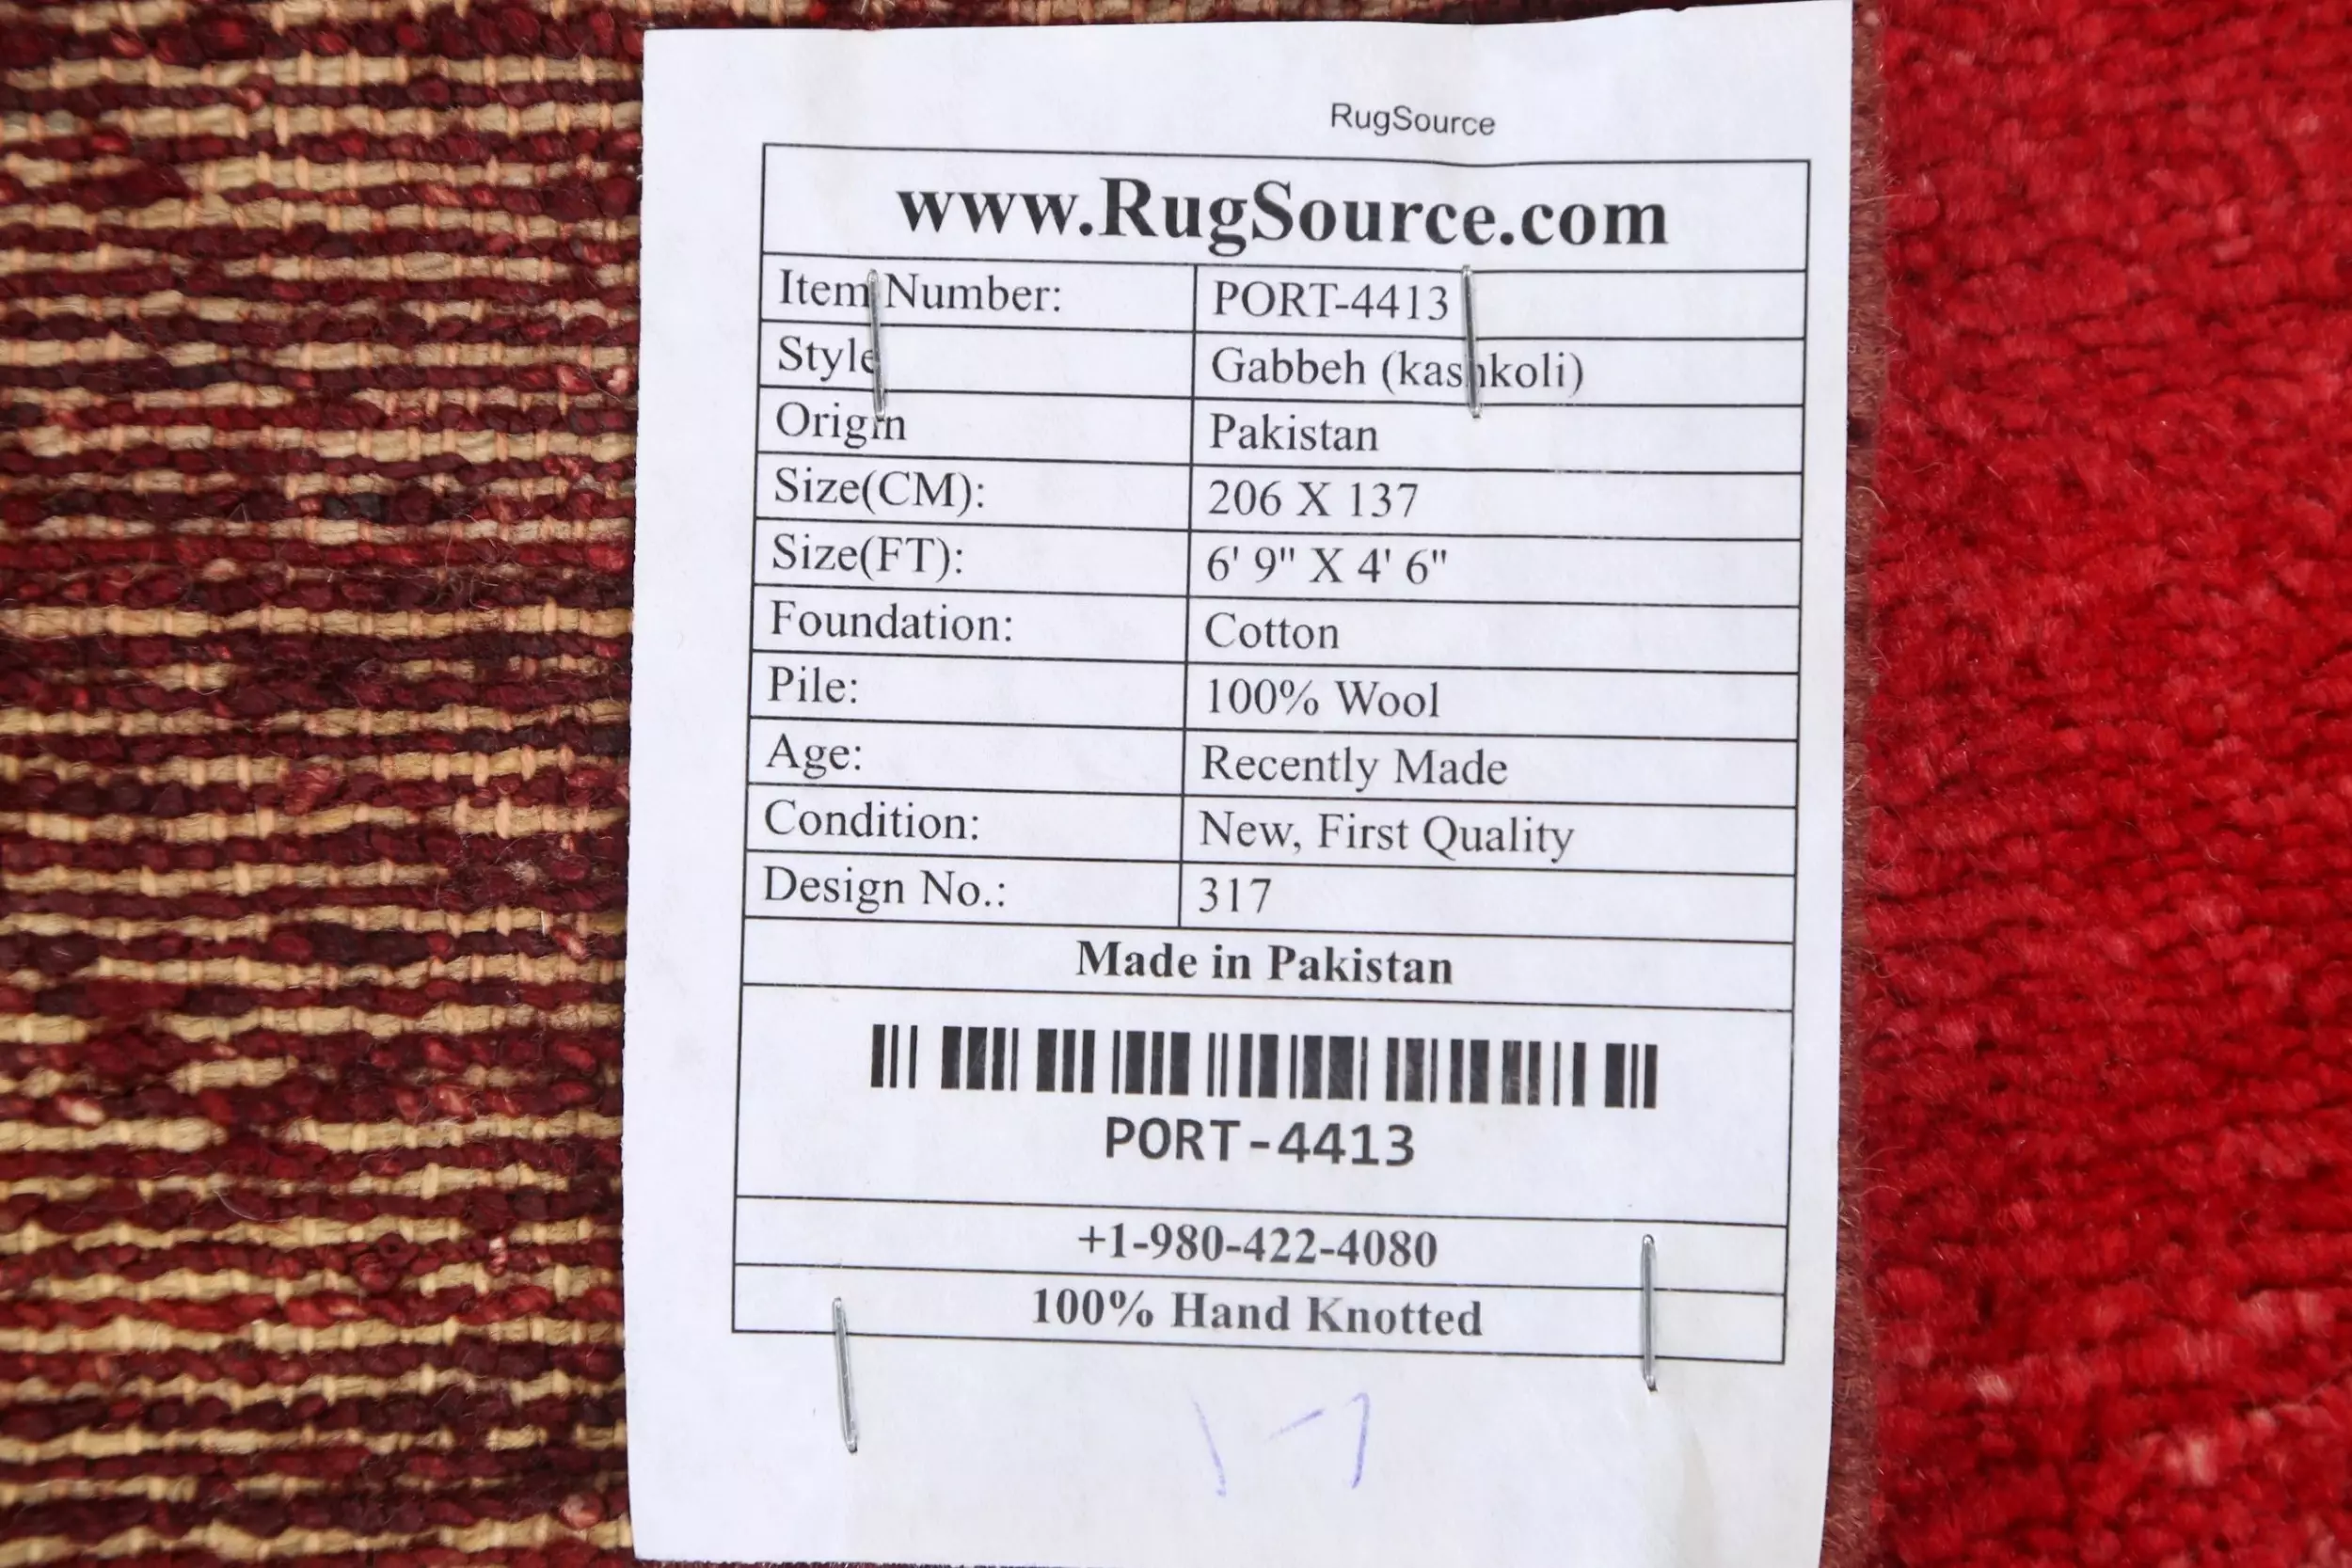 RugSource
www.RugSource.com
Item Number: PORT-4413
Style Gabbeh (kashkoli)
Origin Pakistan
Size(CM): 206 X 137
Size(FT): 6' 9" X 4' 6"
Foundation: Cotton
Pile: 100% Wool
Age: Recently Made
Condition: New, First Quality
Design No.: 317
Made in Pakistan
PORT-4413
+1-980-422-4080
100% Hand Knotted